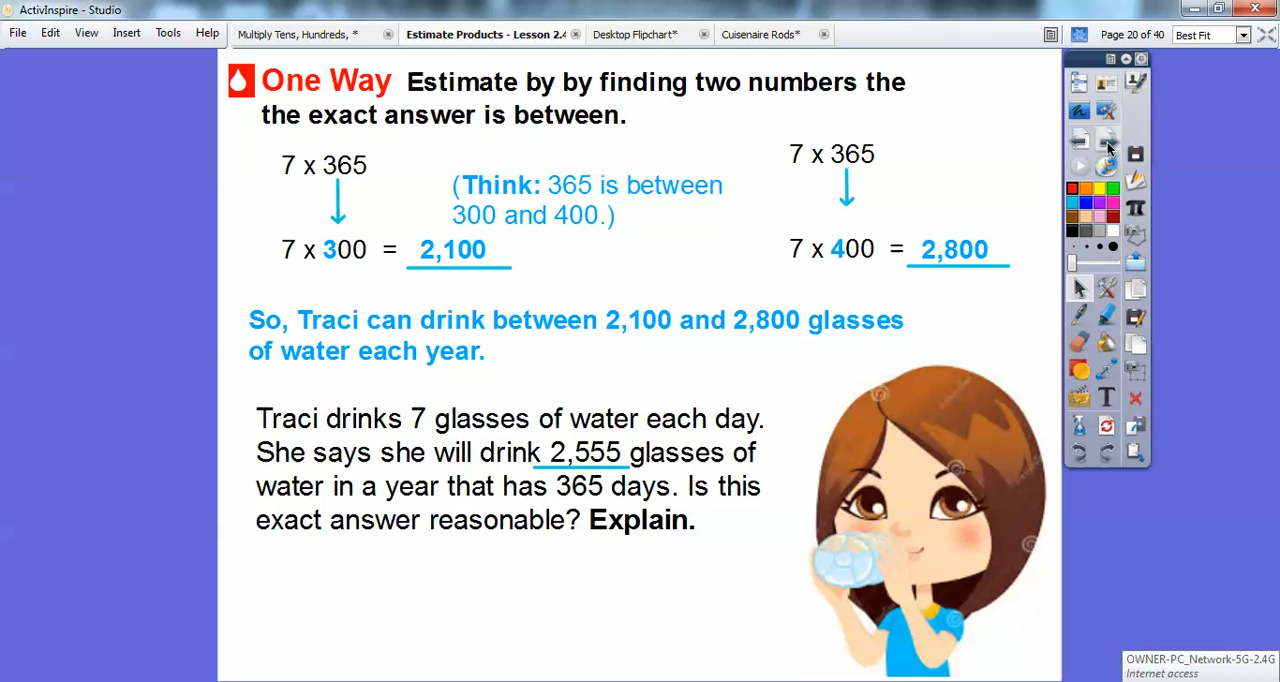 ActivInspire - Studio
File Edit View Insert Tools Help
Multiply Tens, Hundreds, *
Estimate Products - Lesson 2.4
Desktop Flipchart*
Cuisenaire Rods*
Page 20 of 40
Best Fit
One Way Estimate by by finding two numbers the
the exact answer is between.
7 x 365
(Think: 365 is between
300 and 400.)
7 x 300 = 2,100
7 x 365
7 x 400 = 2,800
So, Traci can drink between 2,100 and 2,800 glasses
of water each year.
Traci drinks 7 glasses of water each day.
She says she will drink 2,555 glasses of
water in a year that has 365 days. Is this
exact answer reasonable? Explain.
OWNER-PC_Network-5G-2.4G
Internet access